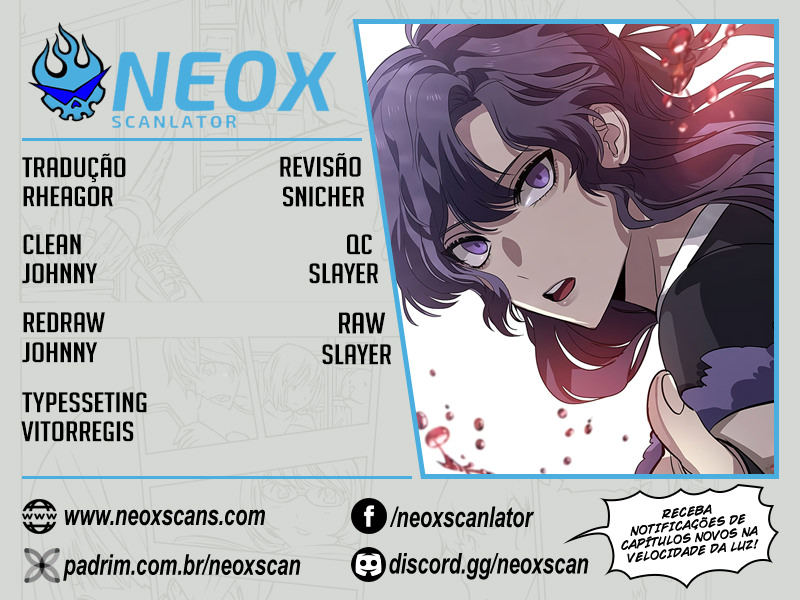 NEOX
SCANLATOR
TRADUÇÃO
RHEAGOR
REVISÃO
SNICHER
CLEAN
JOHNNY
QC
SLAYER
REDRAW
JOHNNY
RAW
SLAYER
TYPESSETING
VITORREGIS
www.neoxscans.com
/neoxscanlator
padrim.com.br/neoxscan
discord.gg/neoxscan
RECEBA
NOTIFICAÇÕES DE
CAPÍTULOS NOVOS NA
VELOCIDADE DA LUZ!